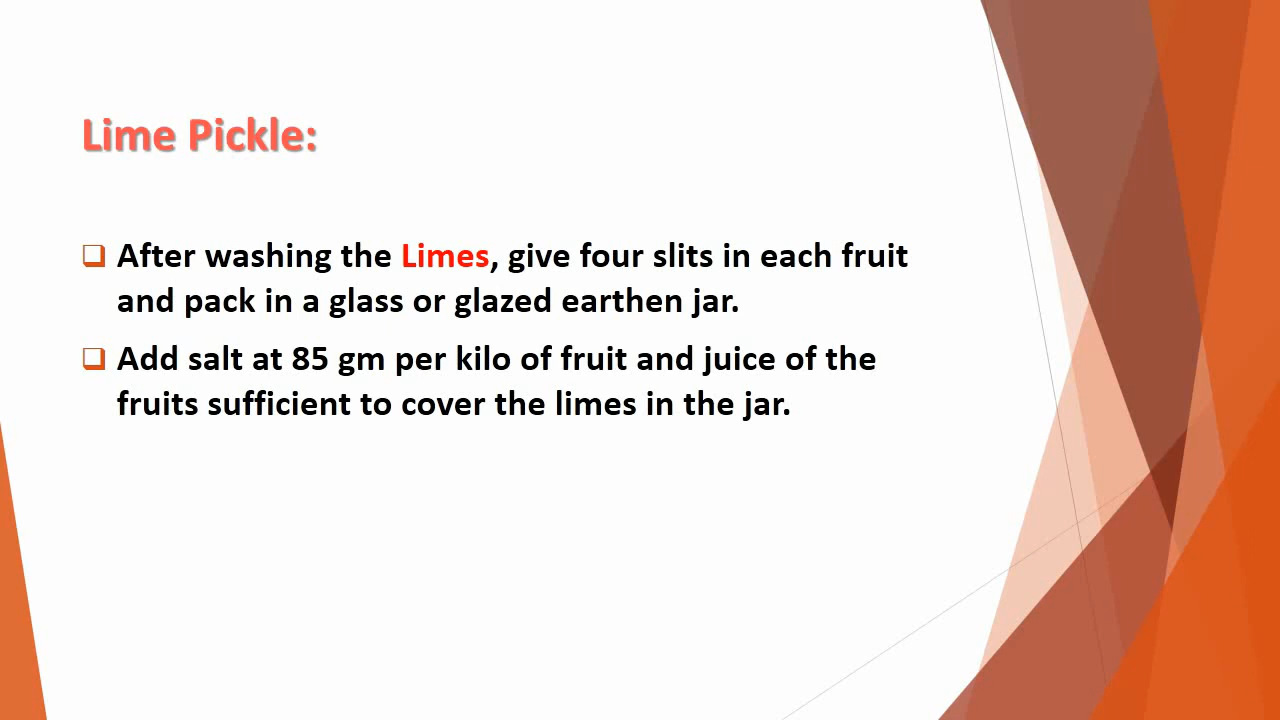 Lime Pickle:
After washing the Limes, give four slits in each fruit
and pack in a glass or glazed earthen jar.
Add salt at 85 gm per kilo of fruit and juice of the
fruits sufficient to cover the limes in the jar.